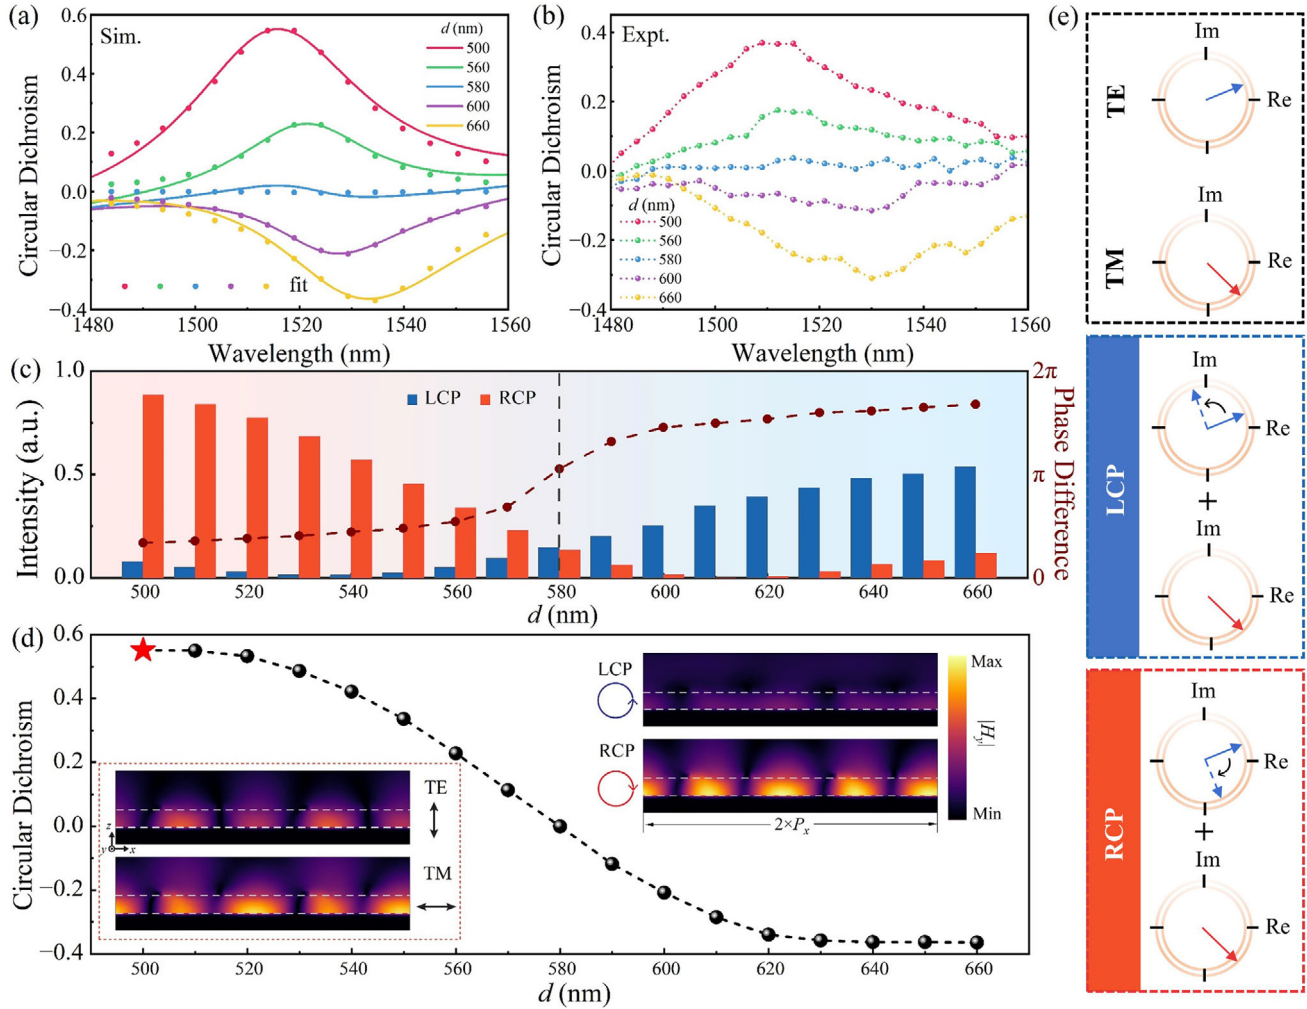 (a)
Sim.
d (nm)
500
560
580
600
660
fit
0.6
0.4
0.2
0.0
−0.2
−0.4
Circular Dichroism
1480
1500
1520
1540
1560
Wavelength (nm)
(b)
Expt.
d (nm)
500
560
580
600
660
0.4
0.2
0.0
−0.2
−0.4
Circular Dichroism
1480
1500
1520
1540
1560
Wavelength (nm)
(c)
LCP
RCP
1.0
0.5
0.0
Intensity (a.u.)
2π
π
0
Phase Difference
500
520
540
560
580
600
620
640
660
d (nm)
(d)
0.6
0.4
0.2
0.0
−0.2
−0.4
Circular Dichroism
TE
z
y
x
TM
LCP
RCP
2×Pₓ
Max
|Hy|
Min
500
520
540
560
580
600
620
640
660
d (nm)
(e)
TE
Im
Re
TM
Im
Re
LCP
Im
Re
+
Im
Re
RCP
Im
Re
+
Im
Re